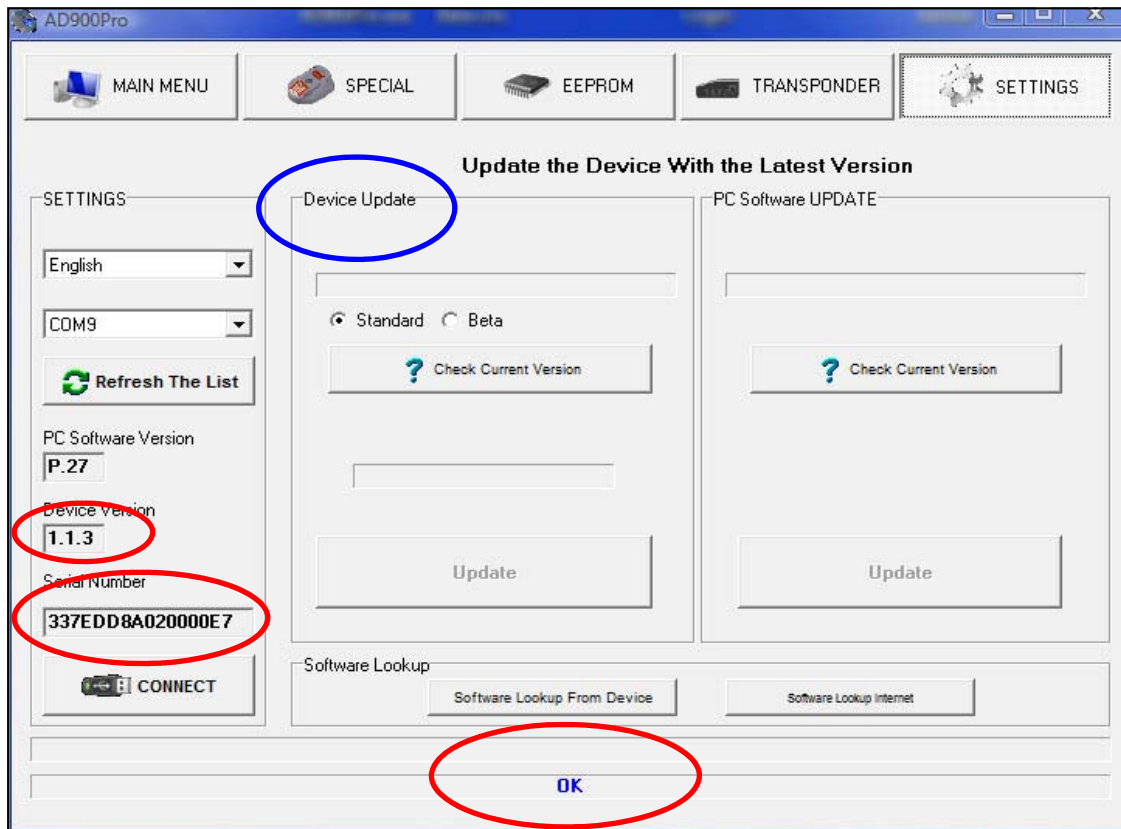 AD900Pro
MAIN MENU
SPECIAL
EEPROM
TRANSPONDER
SETTINGS
Update the Device With the Latest Version
SETTINGS
English
COM9
Refresh The List
PC Software Version
P.27
Device Version
1.1.3
Serial Number
337EDD8A020000E7
CONNECT
Device Update
Standard Beta
? Check Current Version
Update
PC Software UPDATE
? Check Current Version
Update
Software Lookup
Software Lookup From Device
Software Lookup Internet
OK